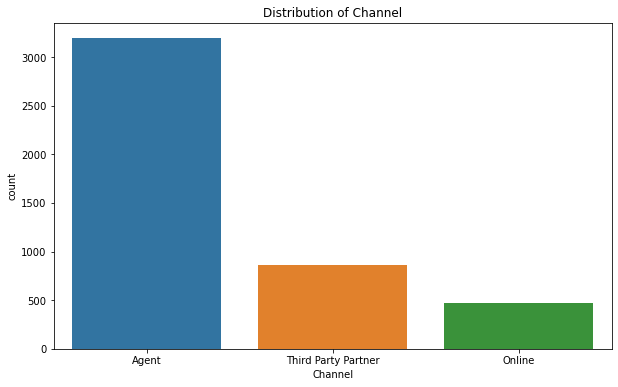 Distribution of Channel
3000
2500
2000
1500
1000
500
0
count
Agent
Third Party Partner
Online
Channel